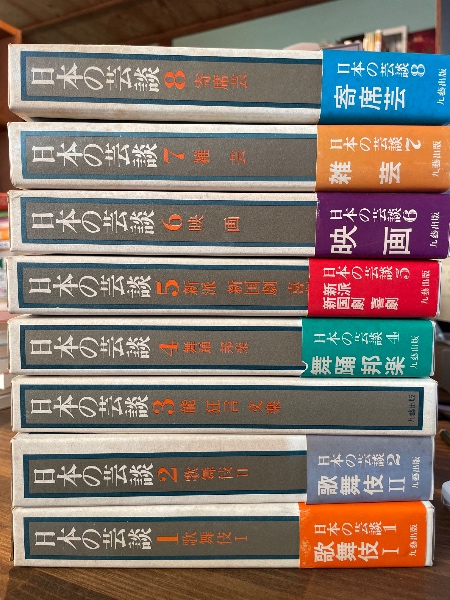 日本の芸談 8 寄席芸
日本の芸談8
寄席芸
九藝出版
日本の芸談 7 雑芸
日本の芸談7
雑芸
九藝出版
日本の芸談 6 映画
日本の芸談6
映画
九藝出版
日本の芸談 5 新派 新国劇 喜
日本の芸談5
新派
新国劇 喜劇
九藝出版
日本の芸談 4 舞踊 邦楽
日本の芸談4
舞踊邦楽
九藝出版
日本の芸談 3 能 狂言 文楽
九藝出版
日本の芸談 2 歌舞伎II
日本の芸談2
歌舞伎II
九藝出版
日本の芸談 1 歌舞伎I
日本の芸談1
歌舞伎I
九藝出版